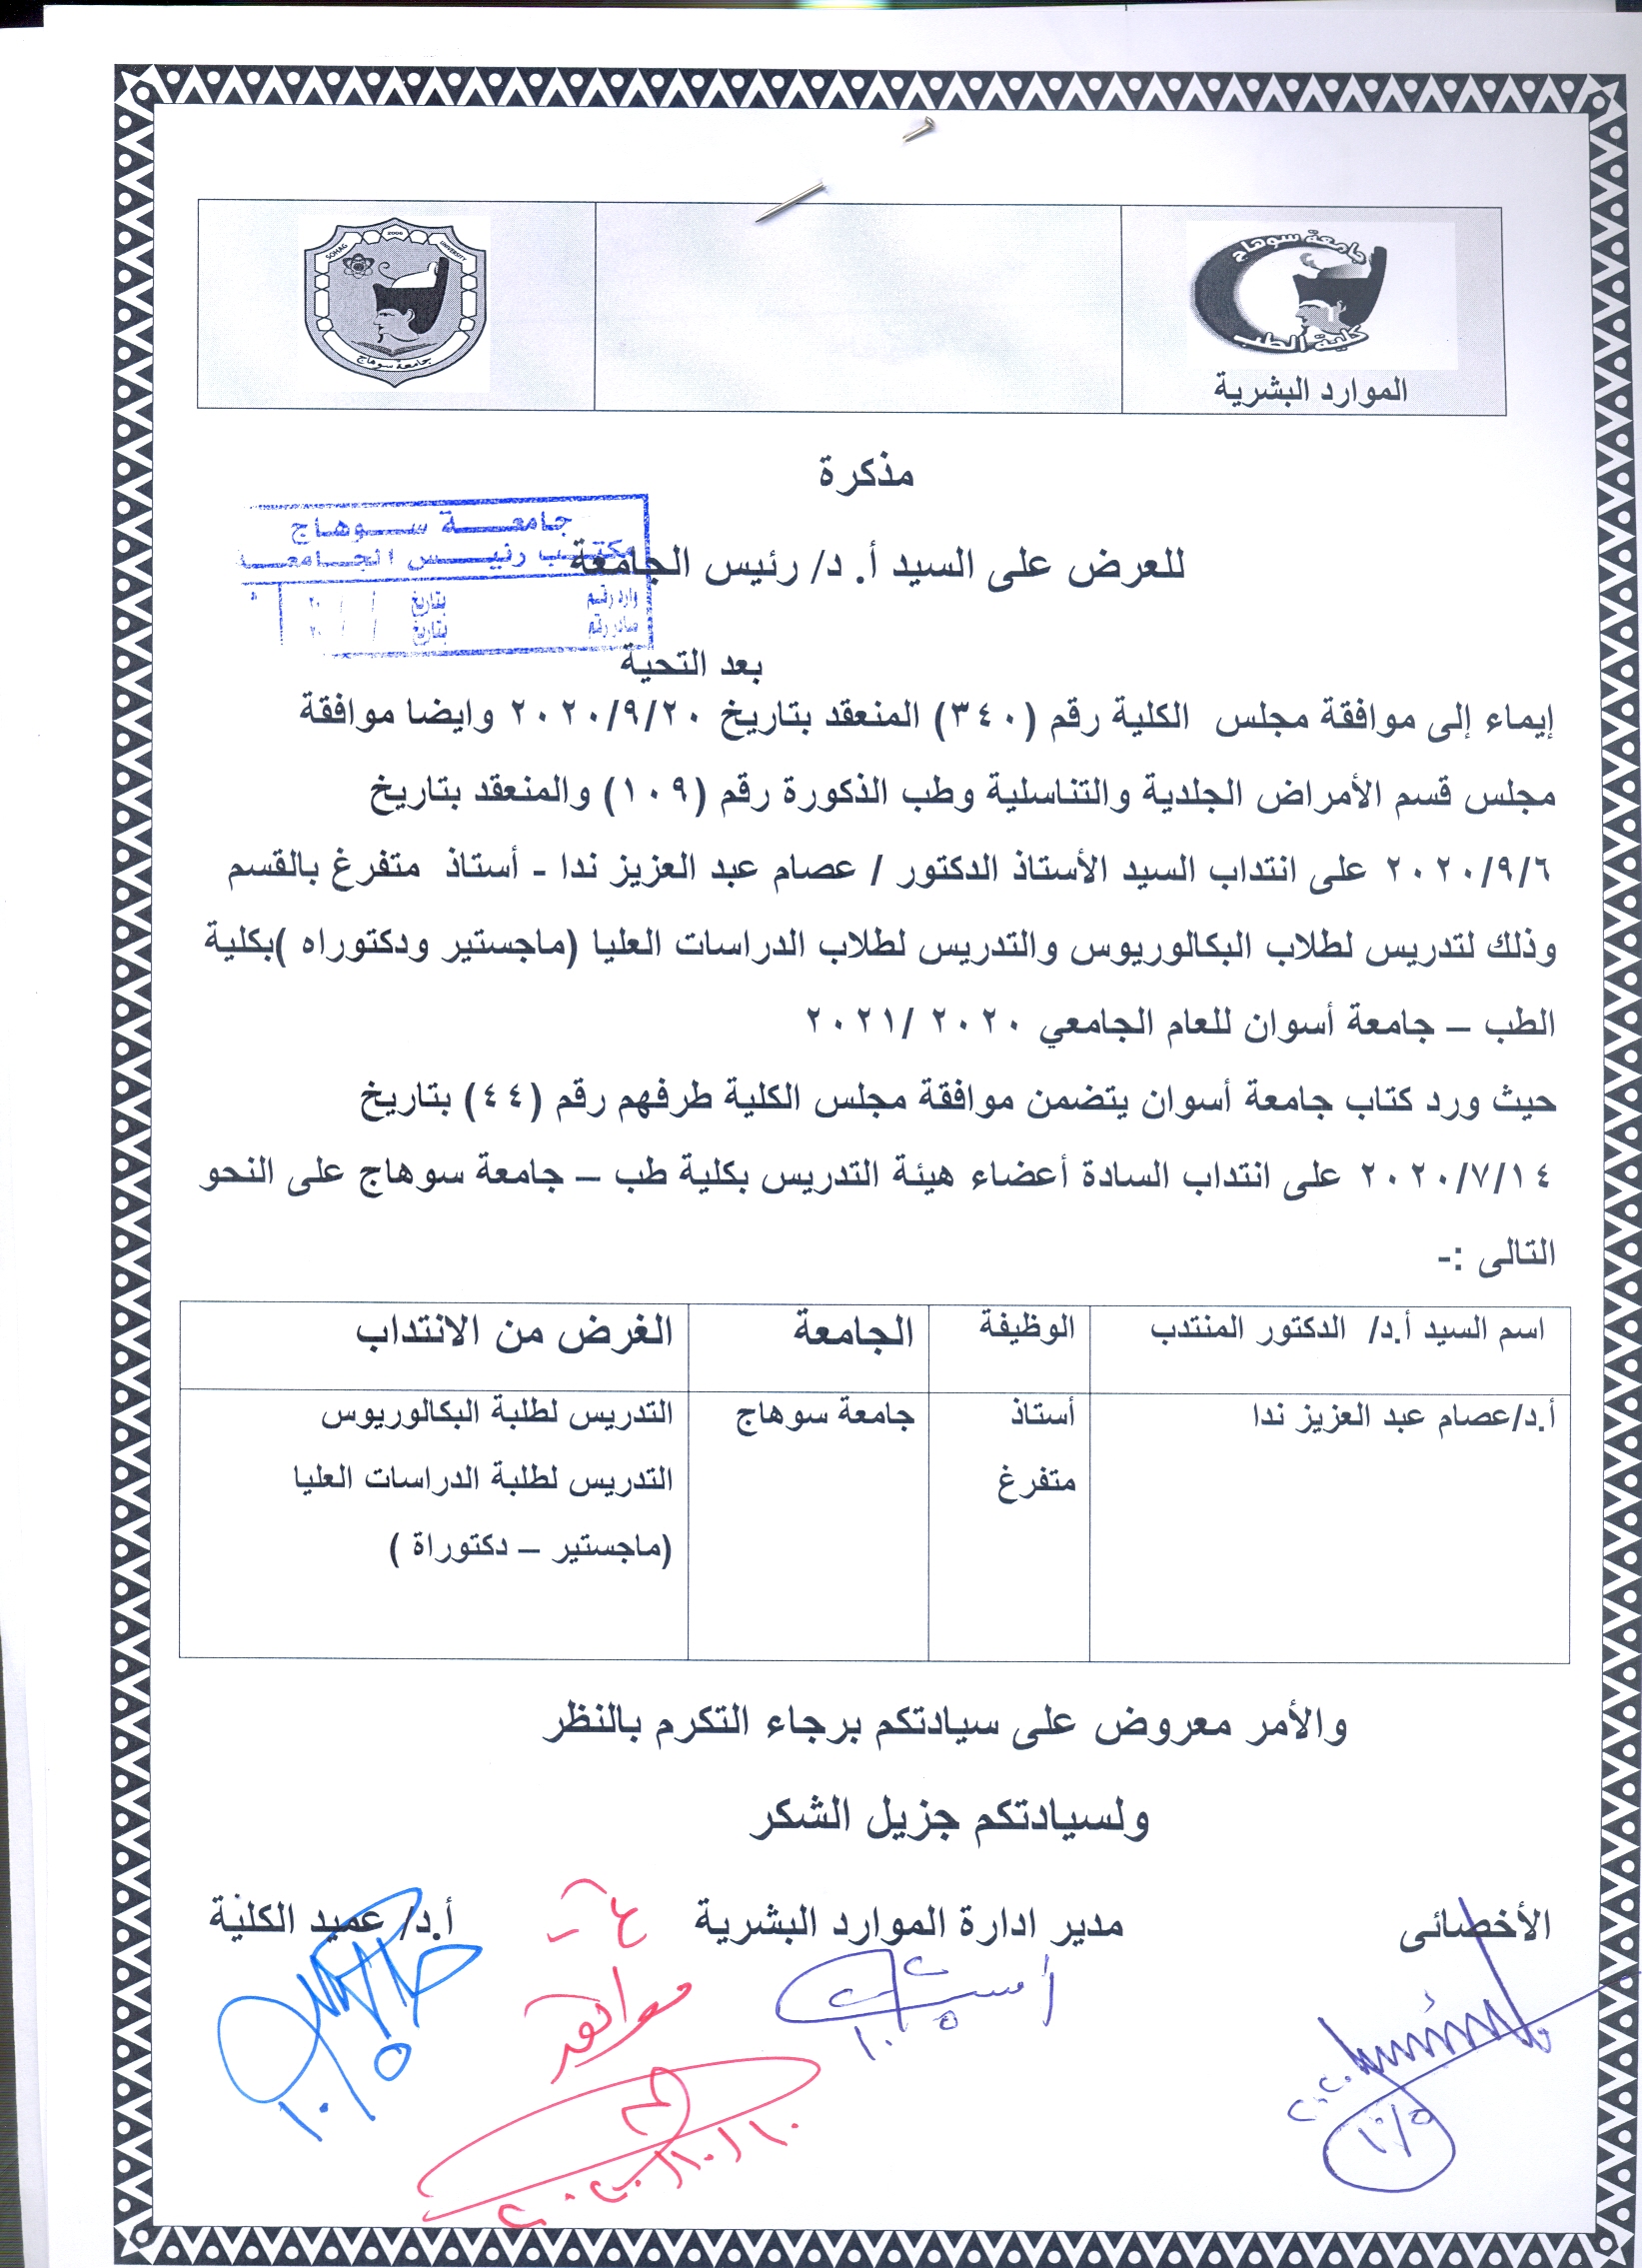 SOHAG 2006 UNIVERSITY
جامعة سوهاج
جامعة سوهاج
كلية الطب
الموارد البشرية
مذكرة
جامعـــة ســـوهـاج
مكتـب رئيـس الجـامعـة
وارد رقم بتاريخ / / ٢٠
صادر رقم بتاريخ / / ٢٠
للعرض على السيد أ. د/ رئيس الجامعة
بعد التحية
إيماء إلى موافقة مجلس الكلية رقم (٣٤٠) المنعقد بتاريخ ٢٠٢٠/٩/٢٠ وايضا موافقة
مجلس قسم الأمراض الجلدية والتناسلية وطب الذكورة رقم (١٠٩) والمنعقد بتاريخ
٢٠٢٠/٩/٦ على انتداب السيد الأستاذ الدكتور / عصام عبد العزيز ندا - أستاذ متفرغ بالقسم
وذلك لتدريس لطلاب البكالوريوس والتدريس لطلاب الدراسات العليا (ماجستير ودكتوراه )بكلية
الطب – جامعة أسوان للعام الجامعي ٢٠٢٠ /٢٠٢١
حيث ورد كتاب جامعة أسوان يتضمن موافقة مجلس الكلية طرفهم رقم (٤٤) بتاريخ
٢٠٢٠/٧/١٤ على انتداب السادة أعضاء هيئة التدريس بكلية طب – جامعة سوهاج على النحو
التالى :-
اسم السيد أ.د/ الدكتور المنتدب الوظيفة الجامعة الغرض من الانتداب
أ.د/عصام عبد العزيز ندا أستاذ جامعة سوهاج التدريس لطلبة البكالوريوس
متفرغ التدريس لطلبة الدراسات العليا
(ماجستير – دكتوراة )
والأمر معروض على سيادتكم برجاء التكرم بالنظر
ولسيادتكم جزيل الشكر
الأخصائى مدير ادارة الموارد البشرية أ.د/ عميد الكلية
موافقة
١٠/٥
١٠/٥
١٠/٥
٢٠٢٠/١٠/١٠